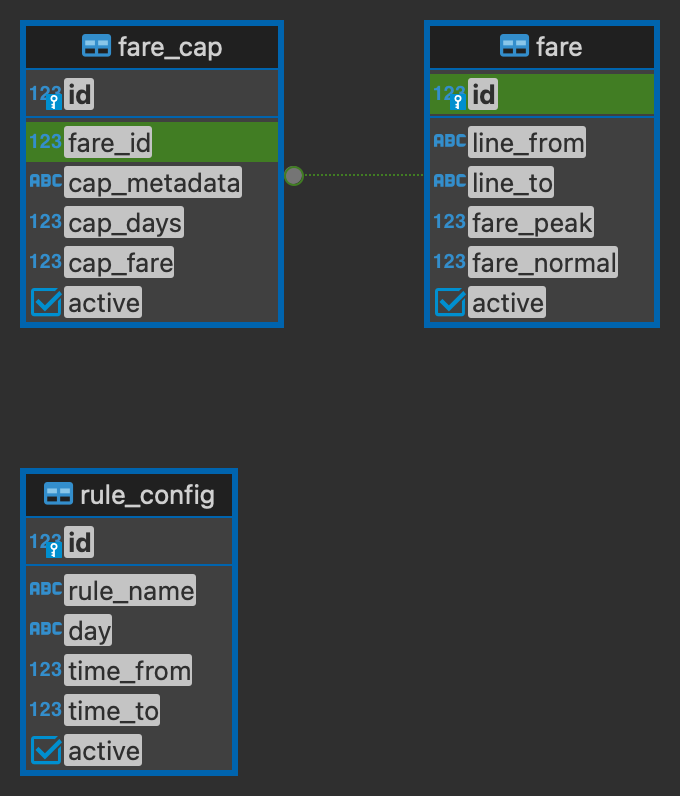 fare_cap
123 id
123 fare_id
ABC cap_metadata
123 cap_days
123 cap_fare
active
fare
123 id
ABC line_from
ABC line_to
123 fare_peak
123 fare_normal
active
rule_config
123 id
ABC rule_name
ABC day
123 time_from
123 time_to
active